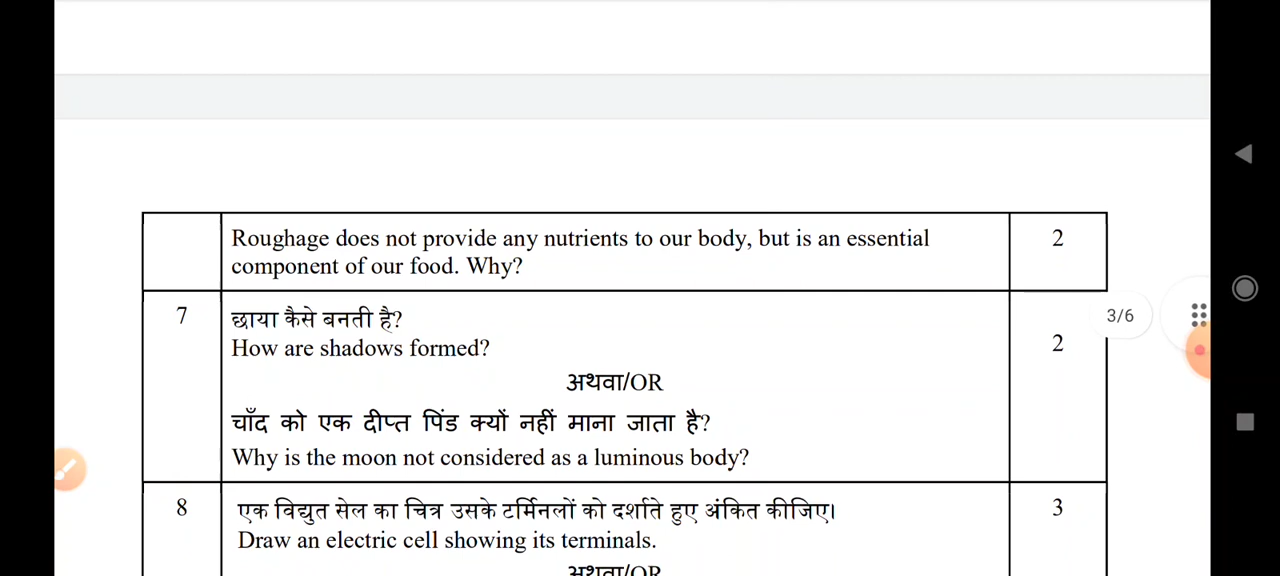 Roughage does not provide any nutrients to our body, but is an essential
2
component of our food. Why?
7
छाया कैसे बनती है?
3/6
How are shadows formed?
2
अथवा/OR
चाँद को एक दीप्त पिंड क्यों नहीं माना जाता है?
Why is the moon not considered as a luminous body?
8
एक विद्युत सेल का चित्र उसके टर्मिनलों को दर्शाते हुए अंकित कीजिए।
3
Draw an electric cell showing its terminals.
अथवा/OR